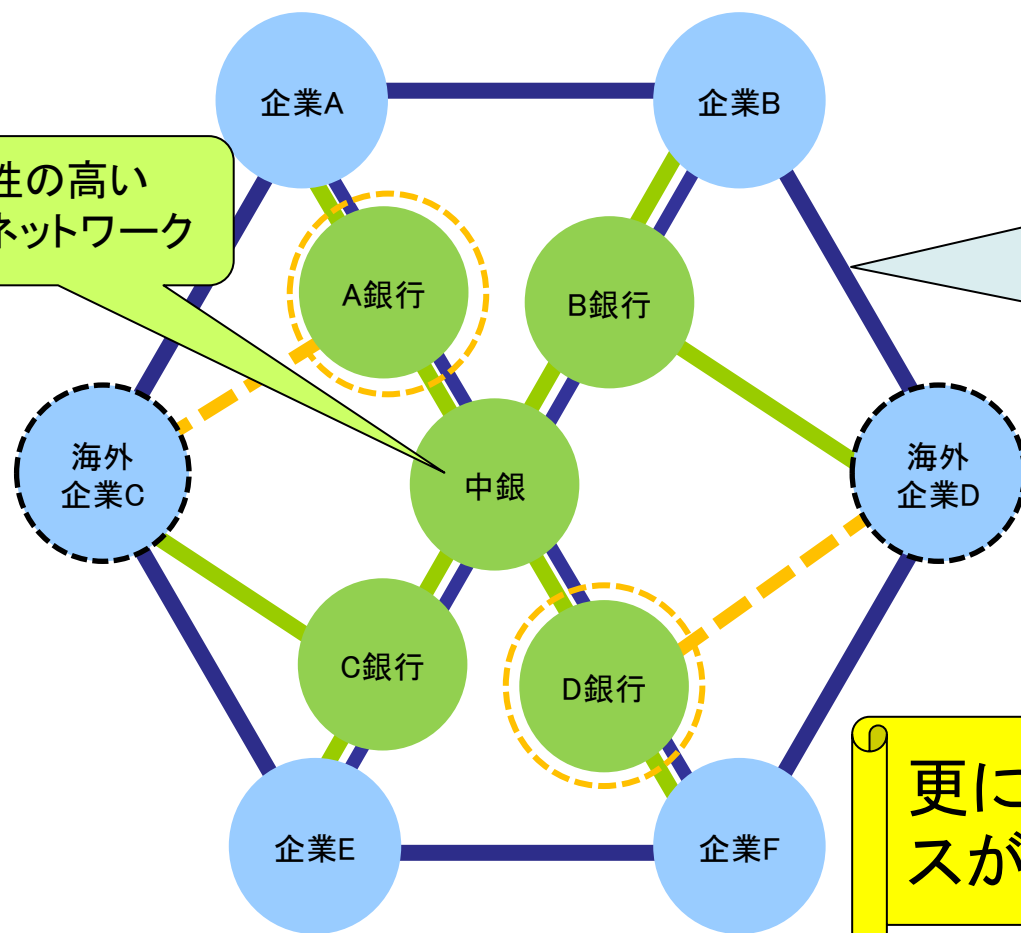 企業A
企業B
性の高い
ネットワーク
A銀行
B銀行
海外
企業C
中銀
海外
企業D
C銀行
D銀行
更に
スが
企業E
企業F